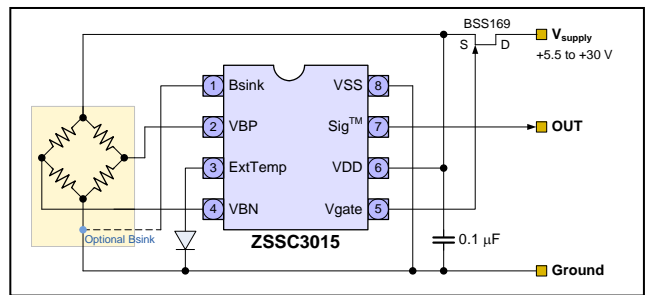 BSS169
S D
Vsupply
+5.5 to +30 V
1 Bsink VSS 8
2 VBP Sig™ 7 OUT
3 ExtTemp VDD 6
4 VBN Vgate 5
Optional Bsink
ZSSC3015
0.1 µF
Ground